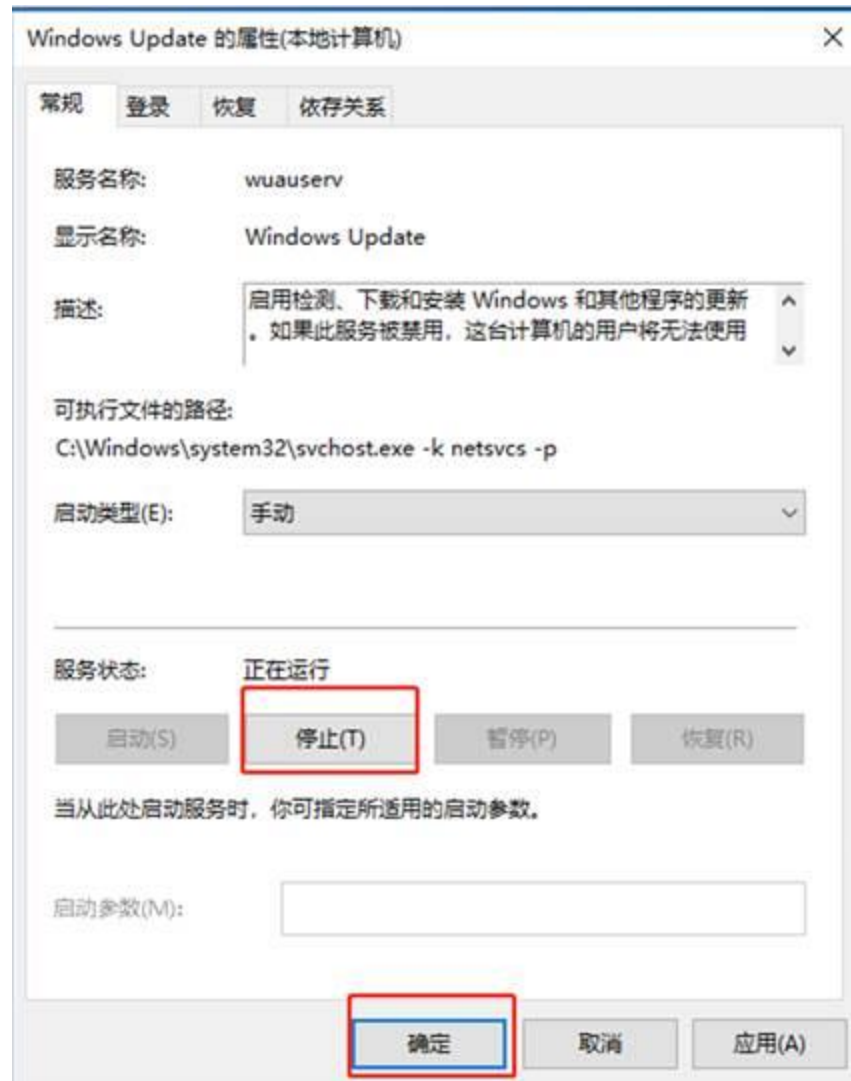 Windows Update 的属性(本地计算机)
常规 登录 恢复 依存关系
服务名称: wuauserv
显示名称: Windows Update
描述: 启用检测、下载和安装 Windows 和其他程序的更新
。如果此服务被禁用，这台计算机的用户将无法使用
可执行文件的路径:
C:\Windows\system32\svchost.exe -k netsvcs -p
启动类型(E): 手动
服务状态: 正在运行
启动(S) 停止(T) 暂停(P) 恢复(R)
当从此处启动服务时，你可指定所适用的启动参数。
启动参数(M):
确定 取消 应用(A)